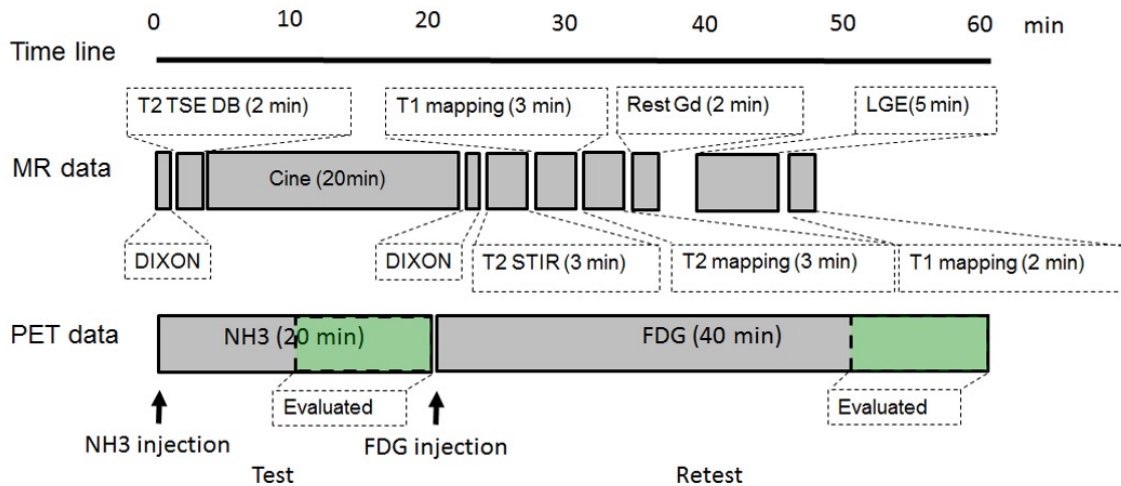 0 10 20 30 40 50 60 min
Time line
T2 TSE DB (2 min) T1 mapping (3 min) Rest Gd (2 min) LGE(5 min)
MR data
Cine (20min)
DIXON DIXON T2 STIR (3 min) T2 mapping (3 min) T1 mapping (2 min)
PET data NH3 (20 min) FDG (40 min)
Evaluated Evaluated
NH3 injection FDG injection
Test Retest